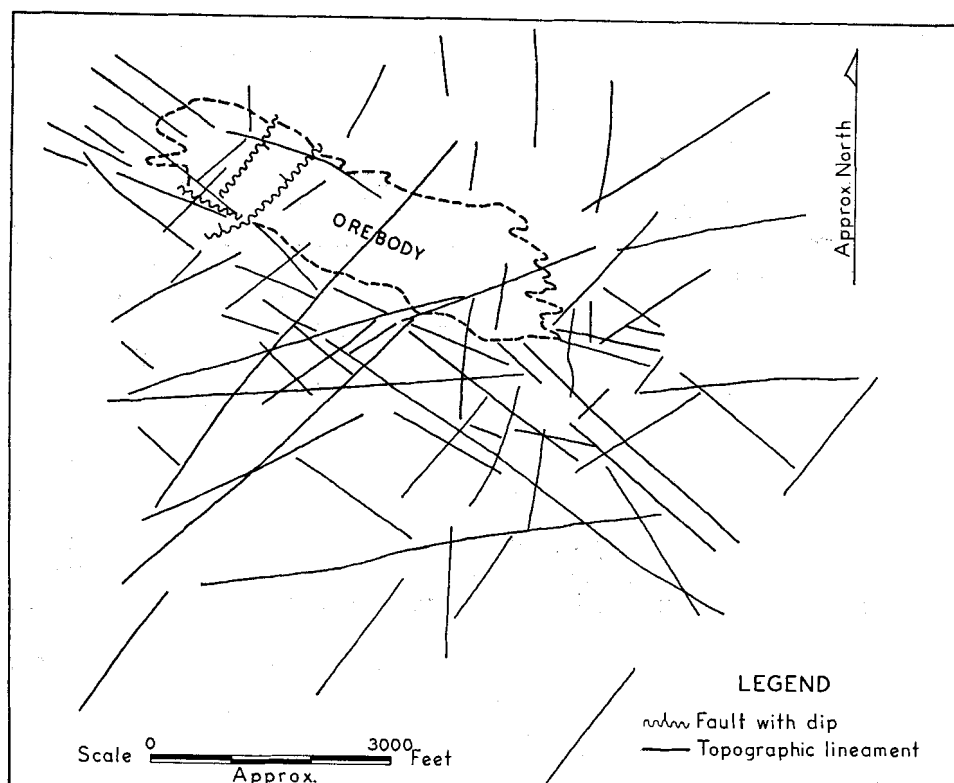 Approx. North
OREBODY
LEGEND
Fault with dip
Topographic lineament
Scale 0 3000 Feet
Approx.